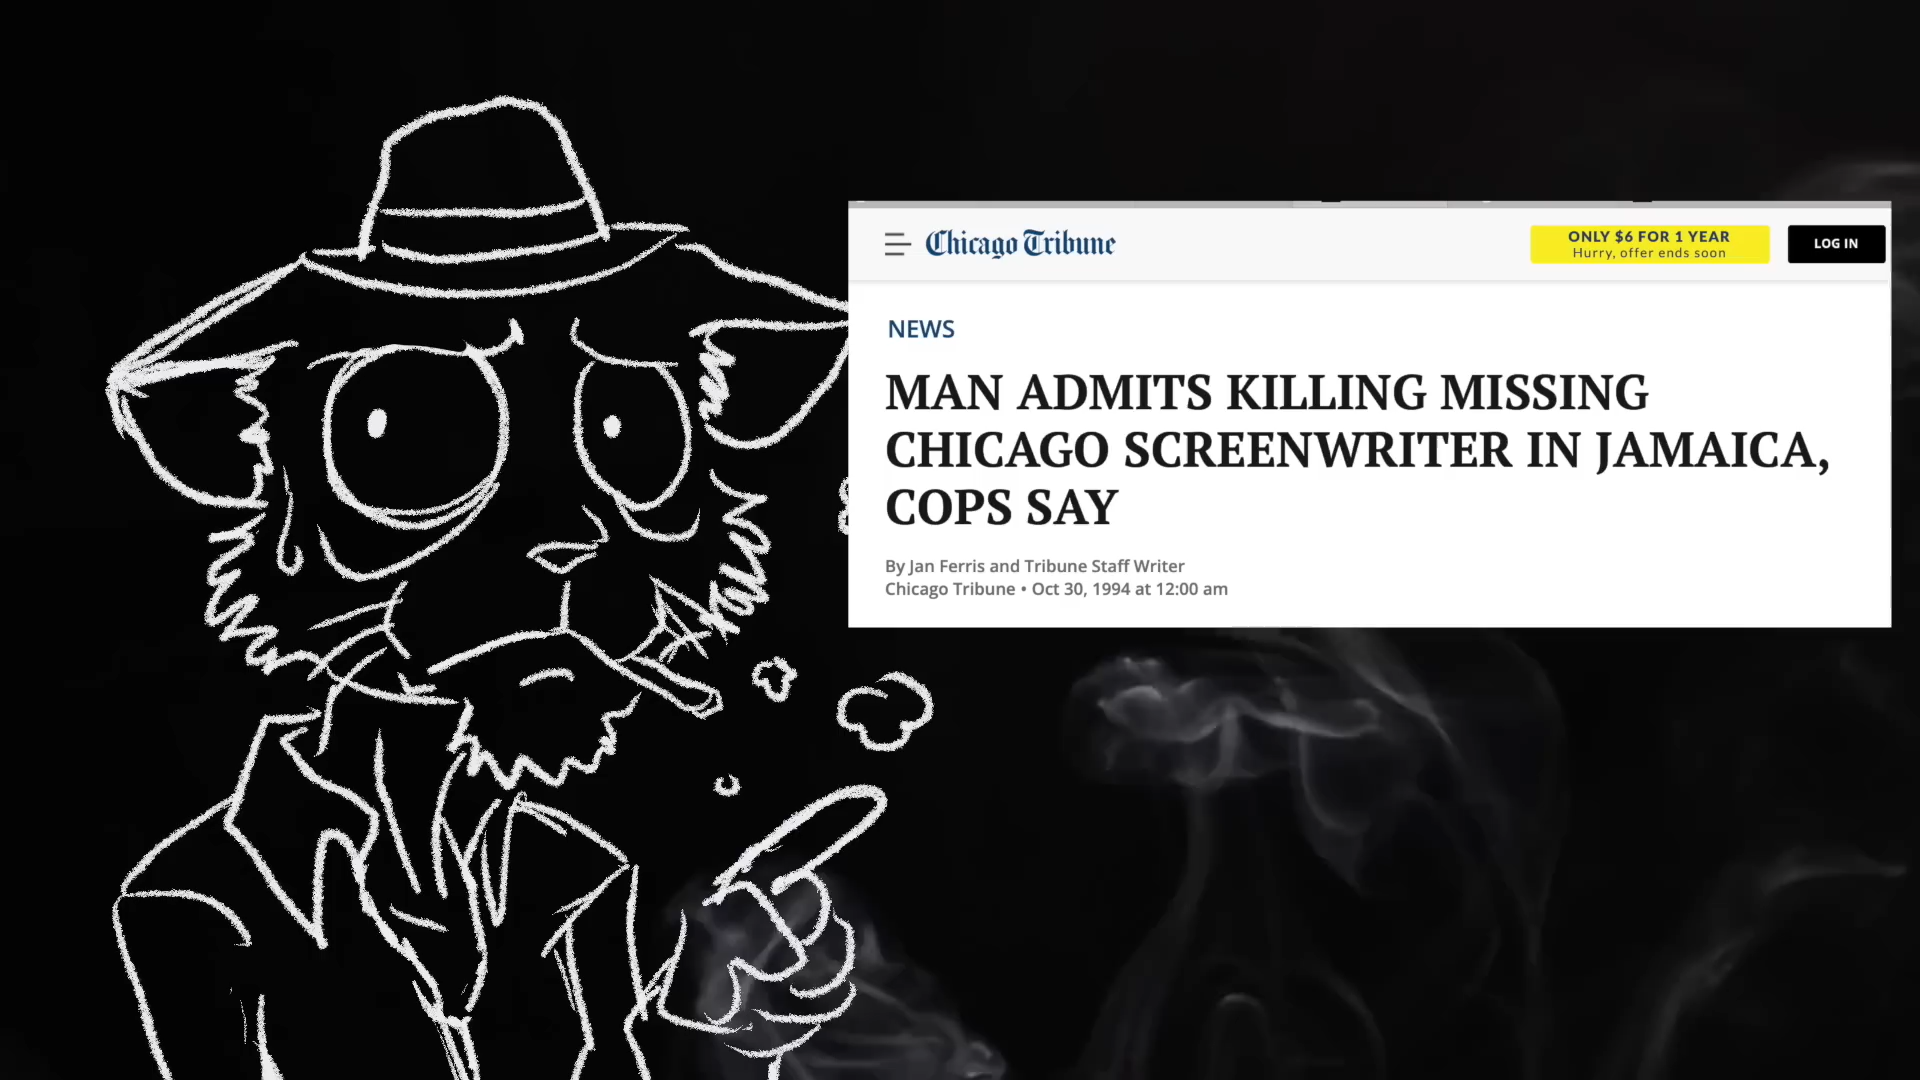 Chicago Tribune
ONLY $6 FOR 1 YEAR
Hurry, offer ends soon
LOG IN
NEWS
MAN ADMITS KILLING MISSING
CHICAGO SCREENWRITER IN JAMAICA,
COPS SAY
By Jan Ferris and Tribune Staff Writer
Chicago Tribune • Oct 30, 1994 at 12:00 am